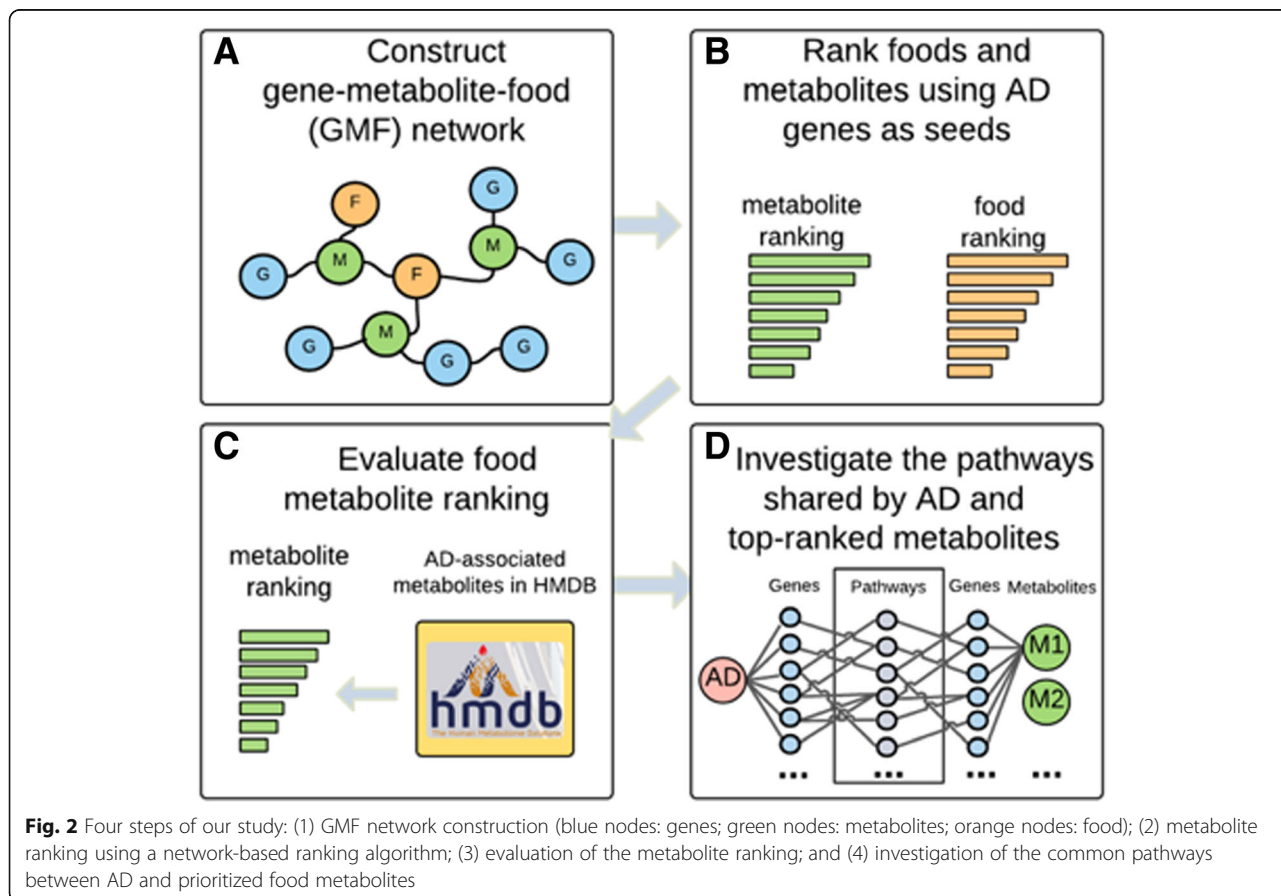 A
Construct
gene-metabolite-food
(GMF) network
F
G
M
M
G
F
G
M
G
G
G
B
Rank foods and
metabolites using AD
genes as seeds
metabolite
ranking
food
ranking
C
Evaluate food
metabolite ranking
metabolite
ranking
AD-associated
metabolites in HMDB
hmdb
The Human Metabolome Database
D
Investigate the pathways
shared by AD and
top-ranked metabolites
Genes
Pathways
Genes
Metabolites
AD
M1
M2
...
...
...
...
Fig. 2 Four steps of our study: (1) GMF network construction (blue nodes: genes; green nodes: metabolites; orange nodes: food); (2) metabolite
ranking using a network-based ranking algorithm; (3) evaluation of the metabolite ranking; and (4) investigation of the common pathways
between AD and prioritized food metabolites